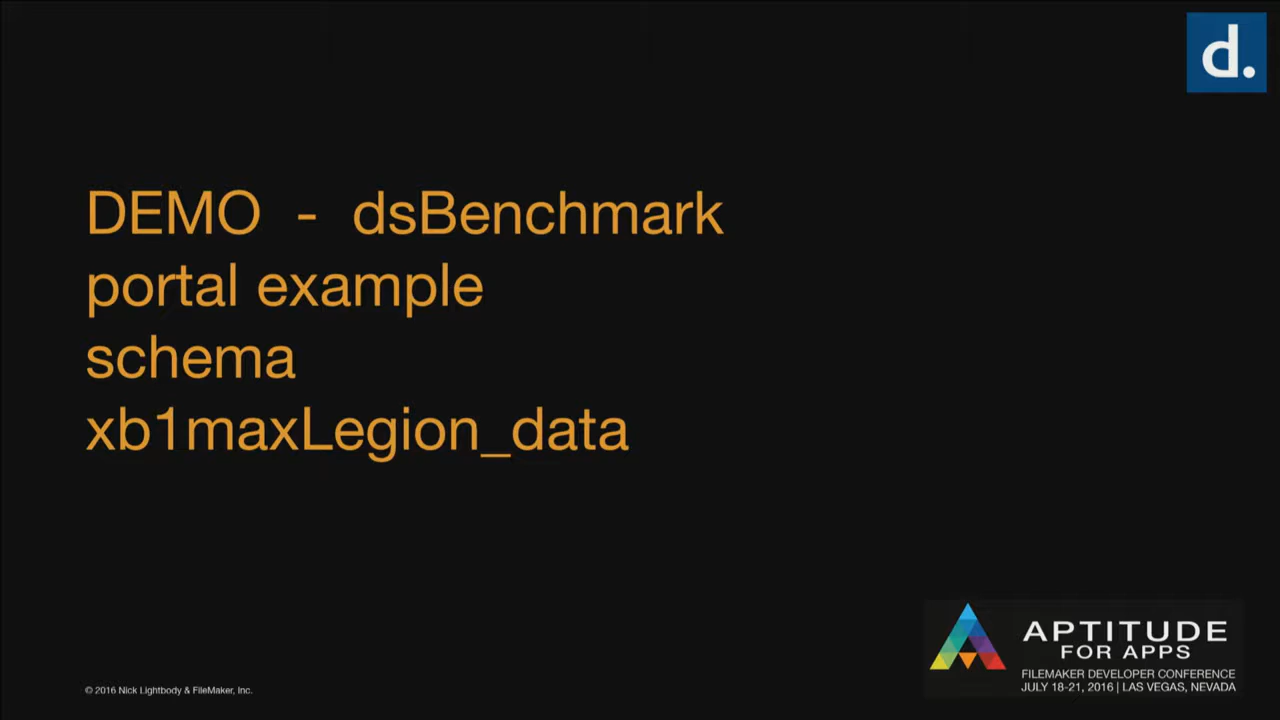 d.
DEMO - dsBenchmark
portal example
schema
xb1maxLegion_data
APTITUDE
FOR APPS
FILEMAKER DEVELOPER CONFERENCE
JULY 18-21, 2016 | LAS VEGAS, NEVADA
© 2016 Nick Lightbody & FileMaker, Inc.